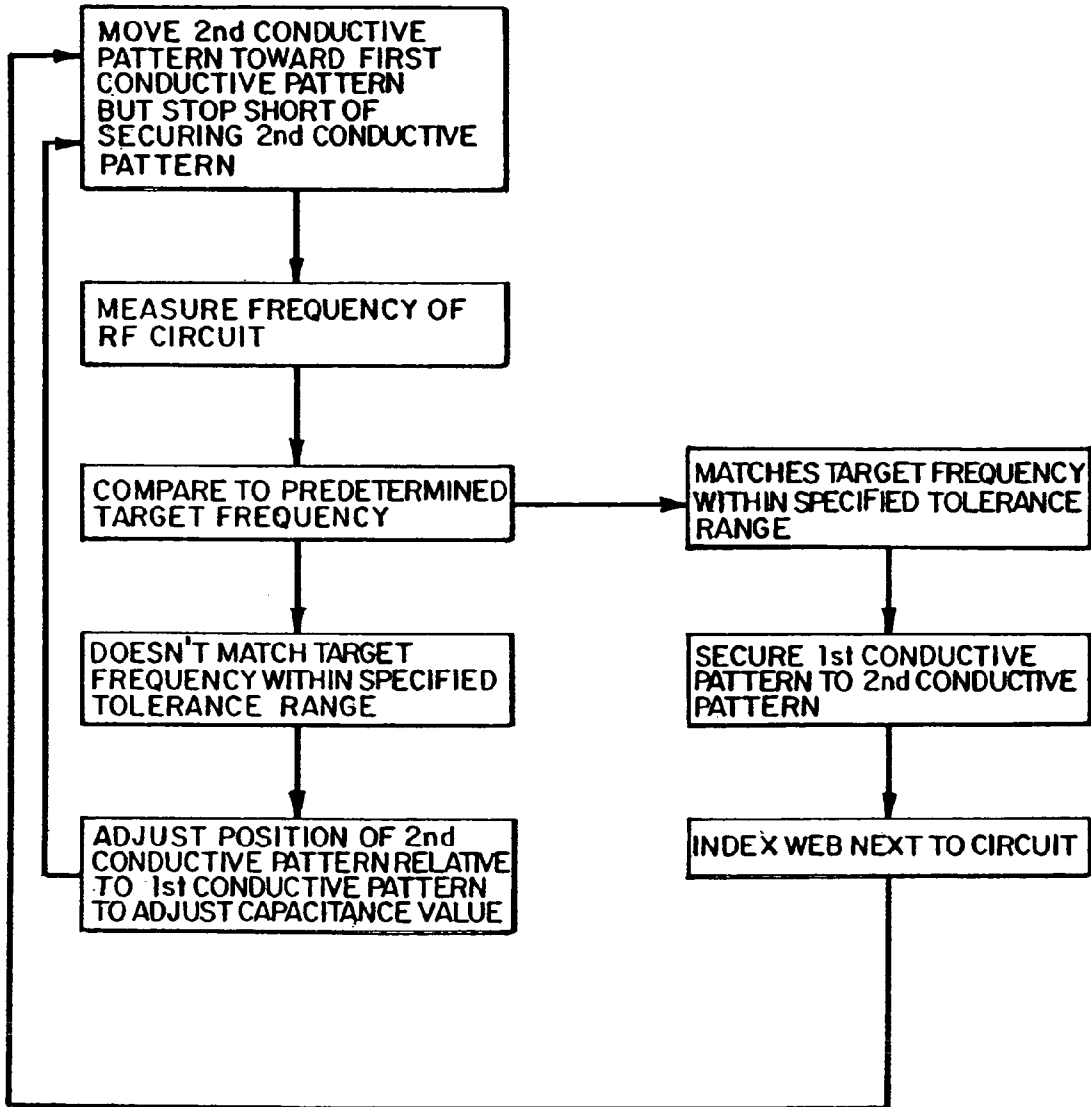 MOVE 2nd CONDUCTIVE
PATTERN TOWARD FIRST
CONDUCTIVE PATTERN
BUT STOP SHORT OF
SECURING 2nd CONDUCTIVE
PATTERN
MEASURE FREQUENCY OF
RF CIRCUIT
COMPARE TO PREDETERMINED
TARGET FREQUENCY
MATCHES TARGET FREQUENCY
WITHIN SPECIFIED TOLERANCE
RANGE
DOESN'T MATCH TARGET
FREQUENCY WITHIN SPECIFIED
TOLERANCE RANGE
SECURE 1st CONDUCTIVE
PATTERN TO 2nd CONDUCTIVE
PATTERN
ADJUST POSITION OF 2nd
CONDUCTIVE PATTERN RELATIVE
TO 1st CONDUCTIVE PATTERN
TO ADJUST CAPACITANCE VALUE
INDEX WEB NEXT TO CIRCUIT